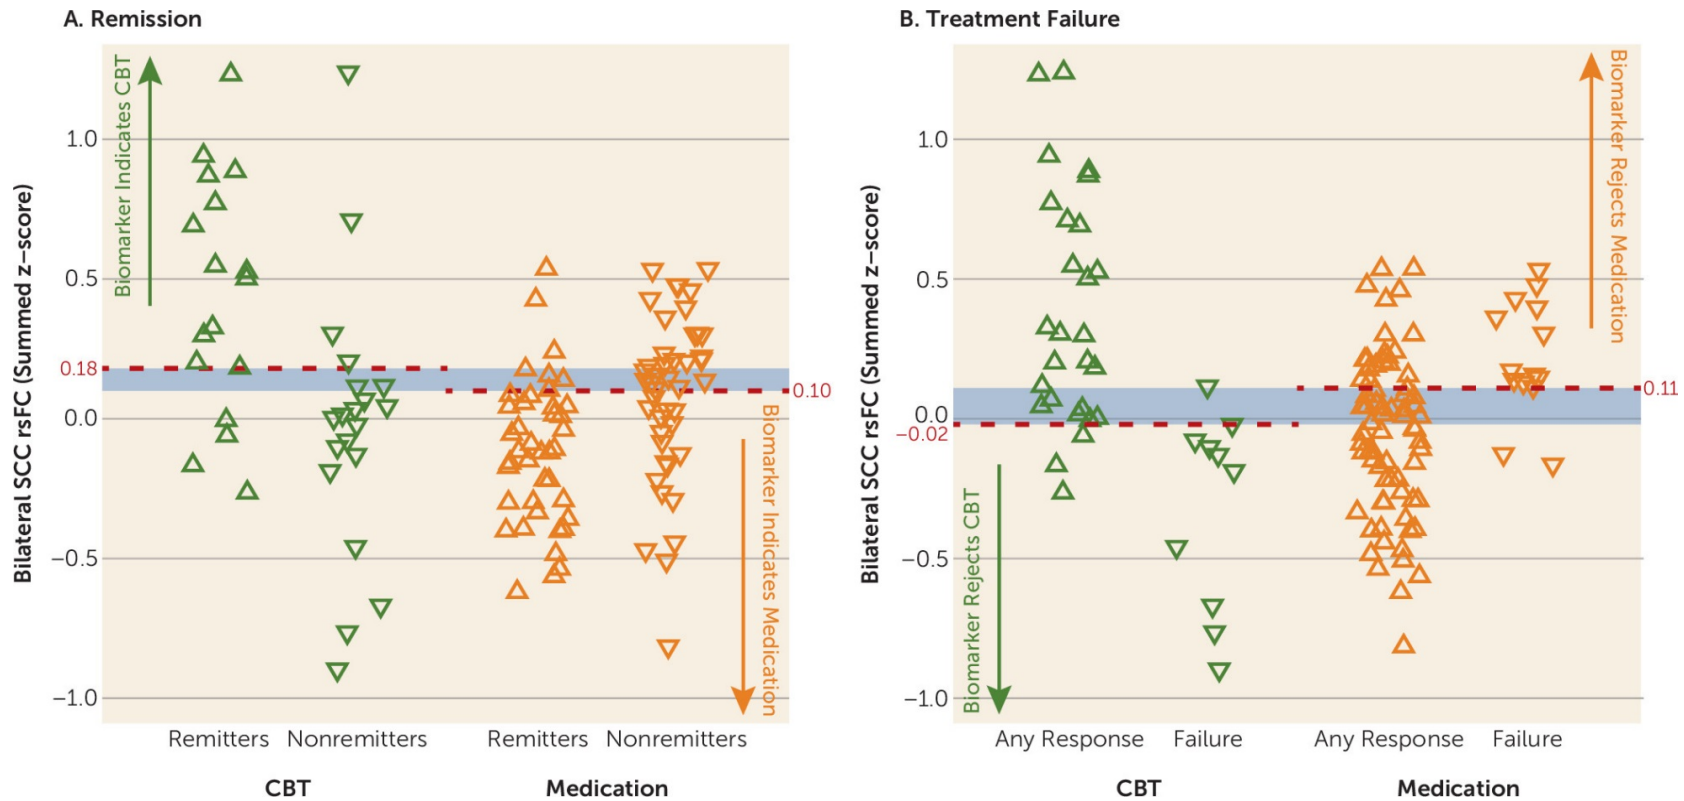 A. Remission
Biomarker Indicates CBT
Bilateral SCC rsFC (Summed z–score)
1.0
0.5
0.18
0.0
–0.5
–1.0
0.10
Biomarker Indicates Medication
Remitters Nonremitters Remitters Nonremitters
CBT Medication
B. Treatment Failure
Biomarker Rejects Medication
Bilateral SCC rsFC (Summed z–score)
1.0
0.5
0.0
–0.02
–0.5
–1.0
0.11
Biomarker Rejects CBT
Any Response Failure Any Response Failure
CBT Medication